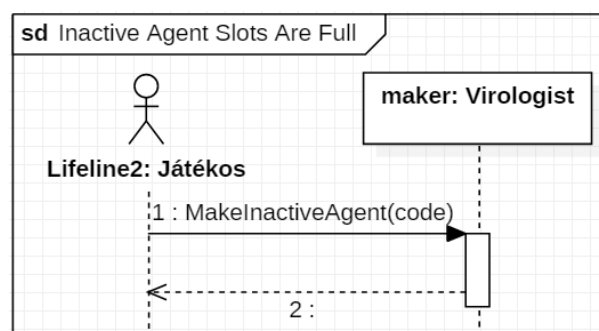 sd Inactive Agent Slots Are Full
maker: Virologist
Lifeline2: Játékos
1 : MakeInactiveAgent(code)
2 :